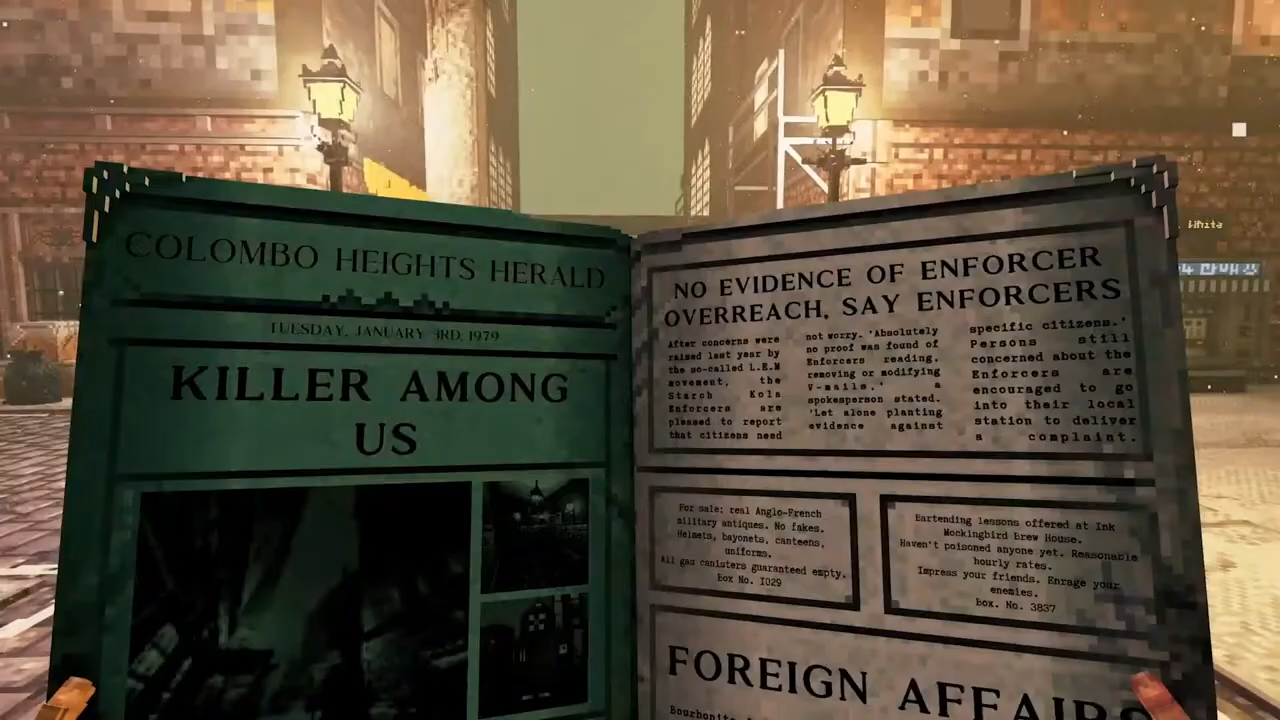 COLOMBO HEIGHTS HERALD
TUESDAY, JANUARY 3RD, 1979
KILLER AMONG
US
NO EVIDENCE OF ENFORCER
OVERREACH, SAY ENFORCERS
After concerns were
raised last year by
the so-called L.E.M
movement, the
Starch Kola
Enforcers are
pleased to report
that citizens need
not worry. 'Absolutely
no proof was found of
Enforcers reading,
removing or modifying
V-mails.,' a
spokesperson stated.
'Let alone planting
evidence against
specific citizens.'
Persons still
concerned about the
Enforcers are
encouraged to go
into their local
station to deliver
a complaint.
For sale: real Anglo-French
military antiques. No fakes.
Helmets, bayonets, canteens,
uniforms.
All gas canisters guaranteed empty.
Box No. 1029
Bartending lessons offered at Ink
Mockingbird Brew House.
Haven't poisoned anyone yet. Reasonable
hourly rates.
Impress your friends. Enrage your
enemies.
box. No. 3837
FOREIGN AFFAIRS
White